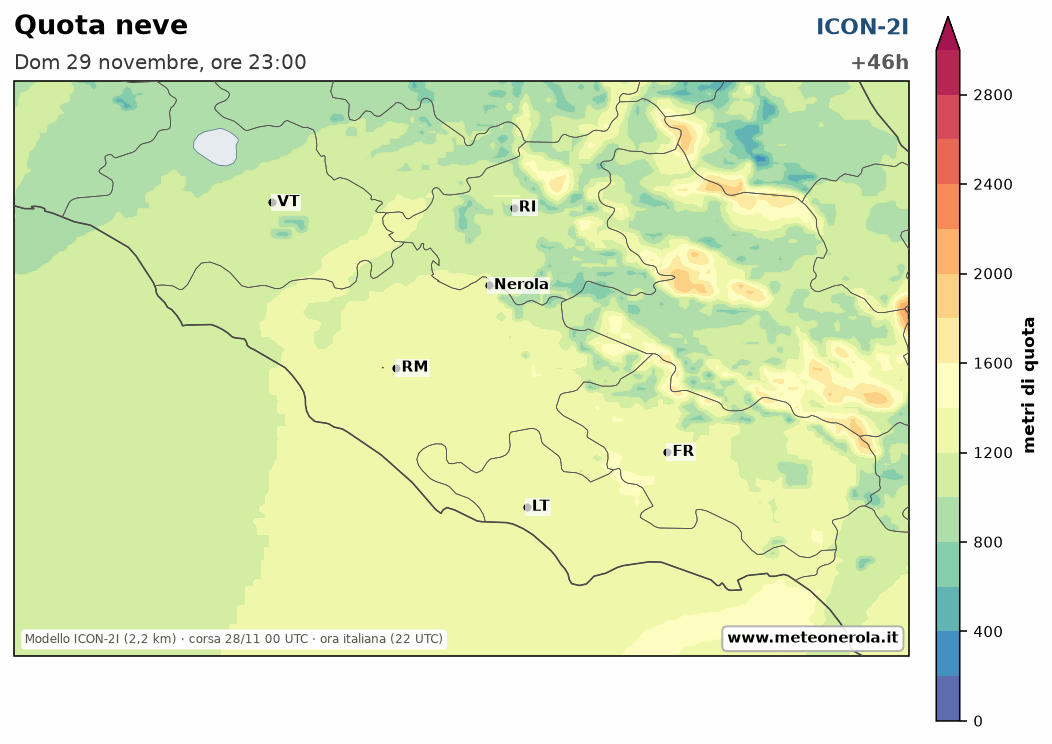 Quota neve
ICON-2I
Dom 29 novembre, ore 23:00
+46h
2800
2400
2000
1600
1200
800
400
0
metri di quota
VT
RI
Nerola
RM
FR
LT
Modello ICON-2I (2,2 km) · corsa 28/11 00 UTC · ora italiana (22 UTC)
www.meteonerola.it